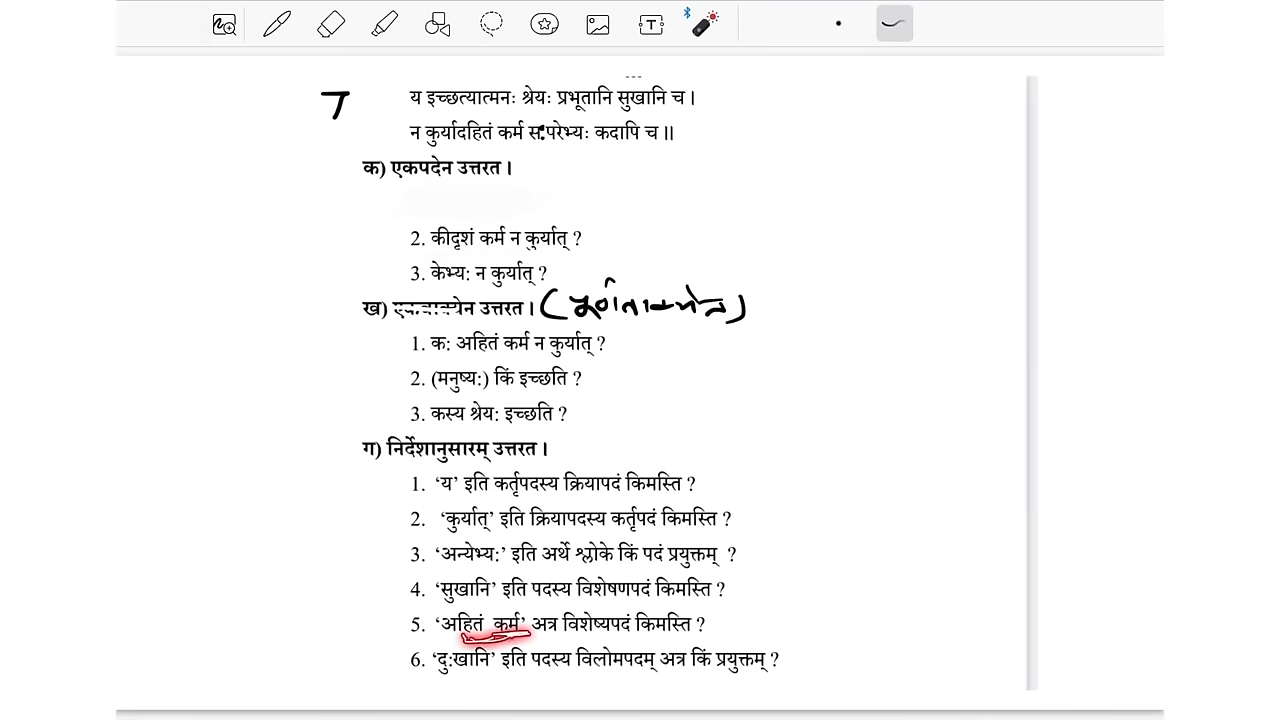 7
य इच्छत्यात्मनः श्रेयः प्रभूतानि सुखानि च।
न कुर्यादहितं कर्म सः परेभ्यः कदापि च॥
क) एकपदेन उत्तरत।
2. कीदृशं कर्म न कुर्यात् ?
3. केभ्य: न कुर्यात् ?
ख) एकवाक्येन उत्तरत। (पूर्णवाक्येन)
1. क: अहितं कर्म न कुर्यात् ?
2. (मनुष्य:) किं इच्छति ?
3. कस्य श्रेय: इच्छति ?
ग) निर्देशानुसारम् उत्तरत।
1. ‘य’ इति कर्तृपदस्य क्रियापदं किमस्ति ?
2. ‘कुर्यात्’ इति क्रियापदस्य कर्तृपदं किमस्ति ?
3. ‘अन्येभ्य:’ इति अर्थे श्लोके किं पदं प्रयुक्तम् ?
4. ‘सुखानि’ इति पदस्य विशेषणपदं किमस्ति ?
5. ‘अहितं कर्म’ अत्र विशेष्यपदं किमस्ति ?
6. ‘दु:खानि’ इति पदस्य विलोमपदम् अत्र किं प्रयुक्तम् ?